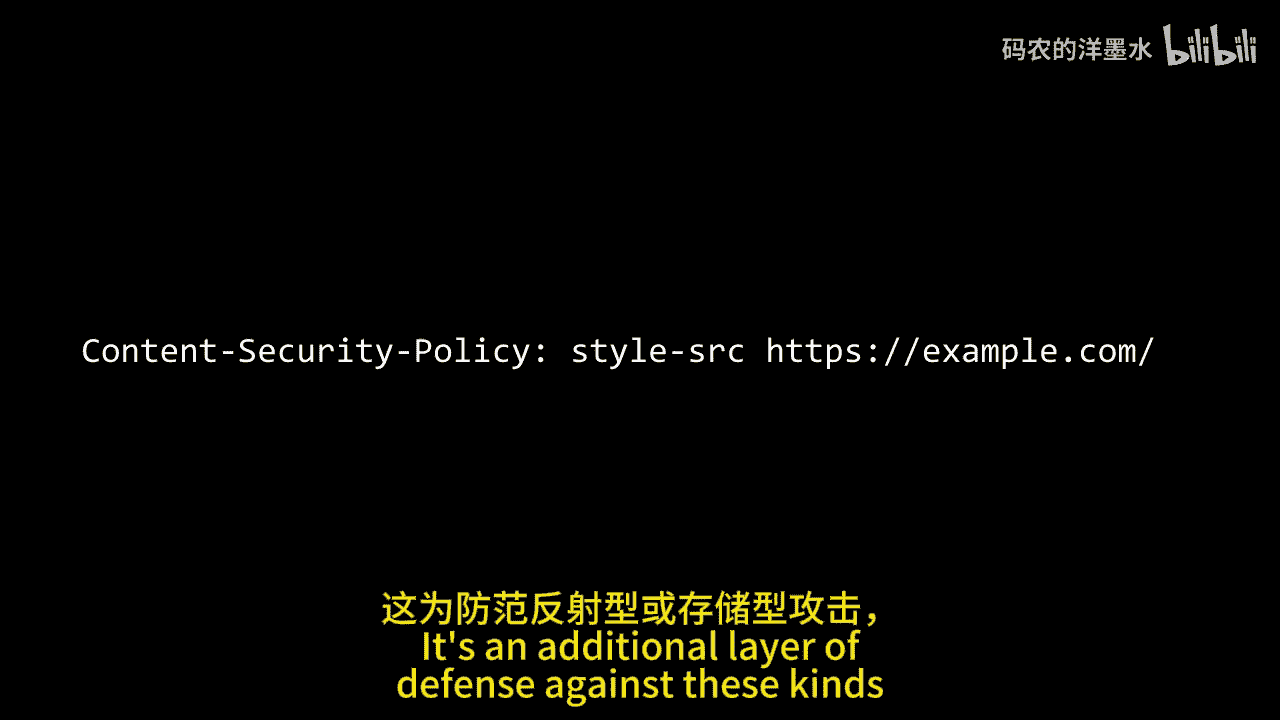 码农的洋墨水 bilibili
Content-Security-Policy: style-src https://example.com/
这为防范反射型或存储型攻击，
It's an additional layer of
defense against these kinds